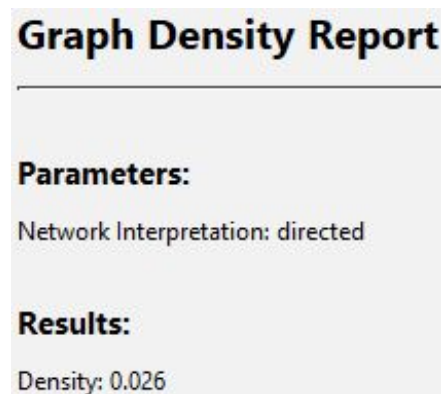 Graph Density Report
Parameters:
Network Interpretation: directed
Results:
Density: 0.026